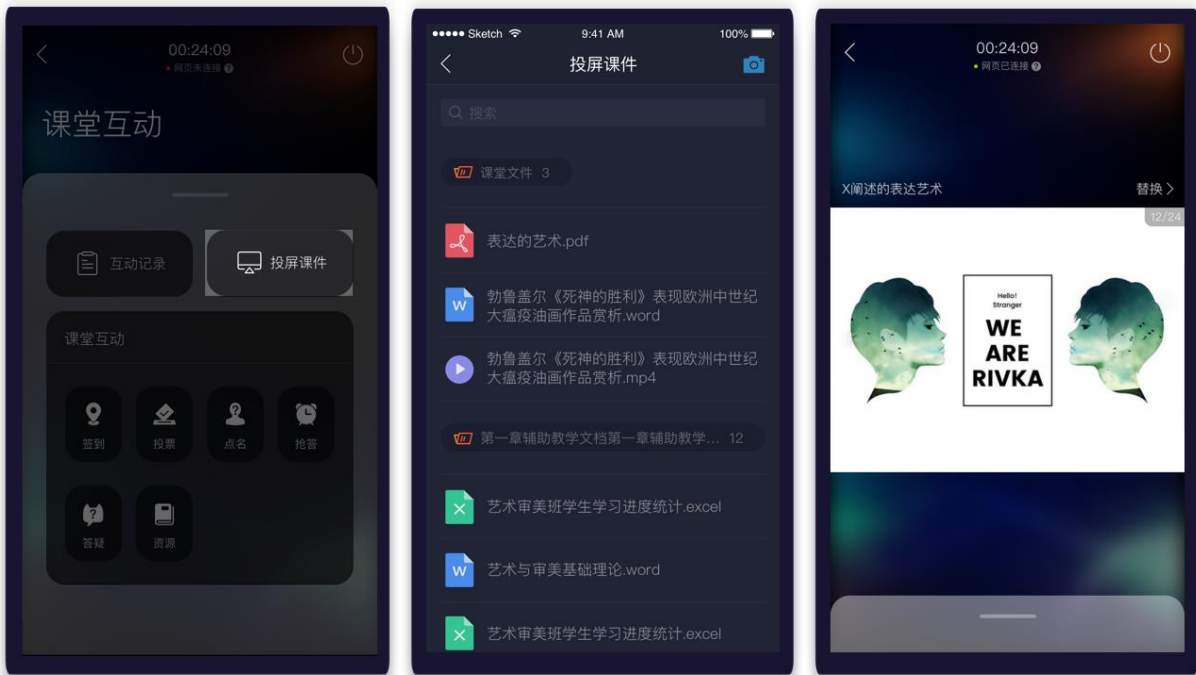 00:24:09
网页未连接
课堂互动
互动记录
投屏课件
课堂互动
签到
投票
点名
抢答
答疑
资源
Sketch
9:41 AM
100%
投屏课件
搜索
课堂文件 3
表达的艺术.pdf
勃鲁盖尔《死神的胜利》表现欧洲中世纪
大瘟疫油画作品赏析.word
勃鲁盖尔《死神的胜利》表现欧洲中世纪
大瘟疫油画作品赏析.mp4
第一章辅助教学文档第一章辅助教学... 12
艺术审美班学生学习进度统计.excel
艺术与审美基础理论.word
艺术审美班学生学习进度统计.excel
00:24:09
网页已连接
X阐述的表达艺术
替换
12/24
Hello!
Stranger
WE
ARE
RIVKA